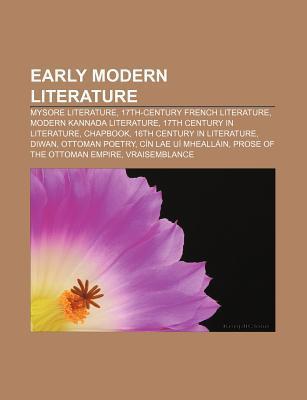 EARLY MODERN
LITERATURE
MYSORE LITERATURE, 17TH-CENTURY FRENCH LITERATURE,
MODERN KANNADA LITERATURE, 17TH CENTURY IN
LITERATURE, CHAPBOOK, 16TH CENTURY IN LITERATURE,
DIWAN, OTTOMAN POETRY, CÍN LAE UÍ MHEALLÁIN, PROSE
OF THE OTTOMAN EMPIRE, VRAISEMBLANCE